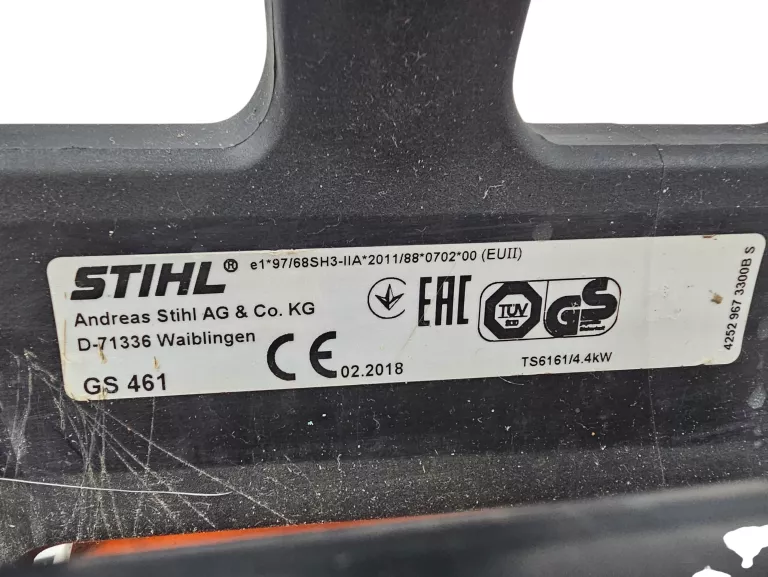 STIHL®
e1*97/68SH3-IIA*2011/88*0702*00 (EUII)
Andreas Stihl AG & Co. KG
D-71336 Waiblingen
GS 461
CE 02.2018
EAC
TÜV
SÜD
GS
TS6161/4.4kW
4252 967 3300B S